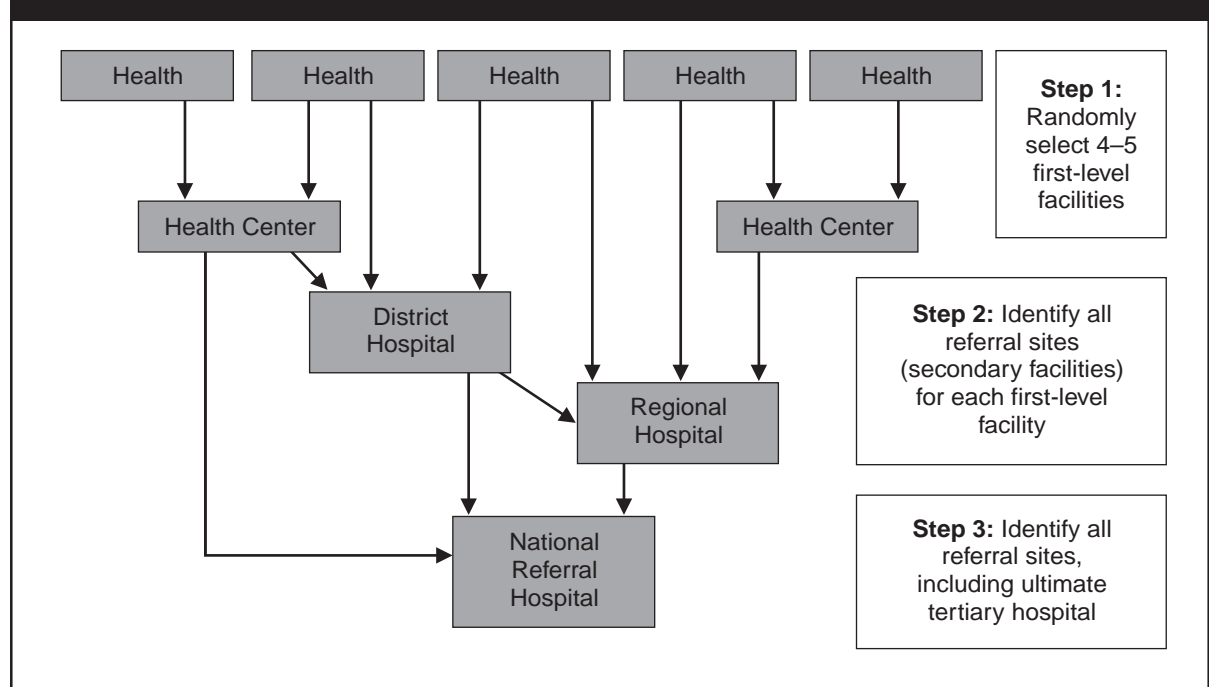 Health
Health
Health
Health
Health
Step 1:
Randomly
select 4–5
first-level
facilities
Health Center
Health Center
District
Hospital
Step 2: Identify all
referral sites
(secondary facilities)
for each first-level
facility
Regional
Hospital
National
Referral
Hospital
Step 3: Identify all
referral sites,
including ultimate
tertiary hospital